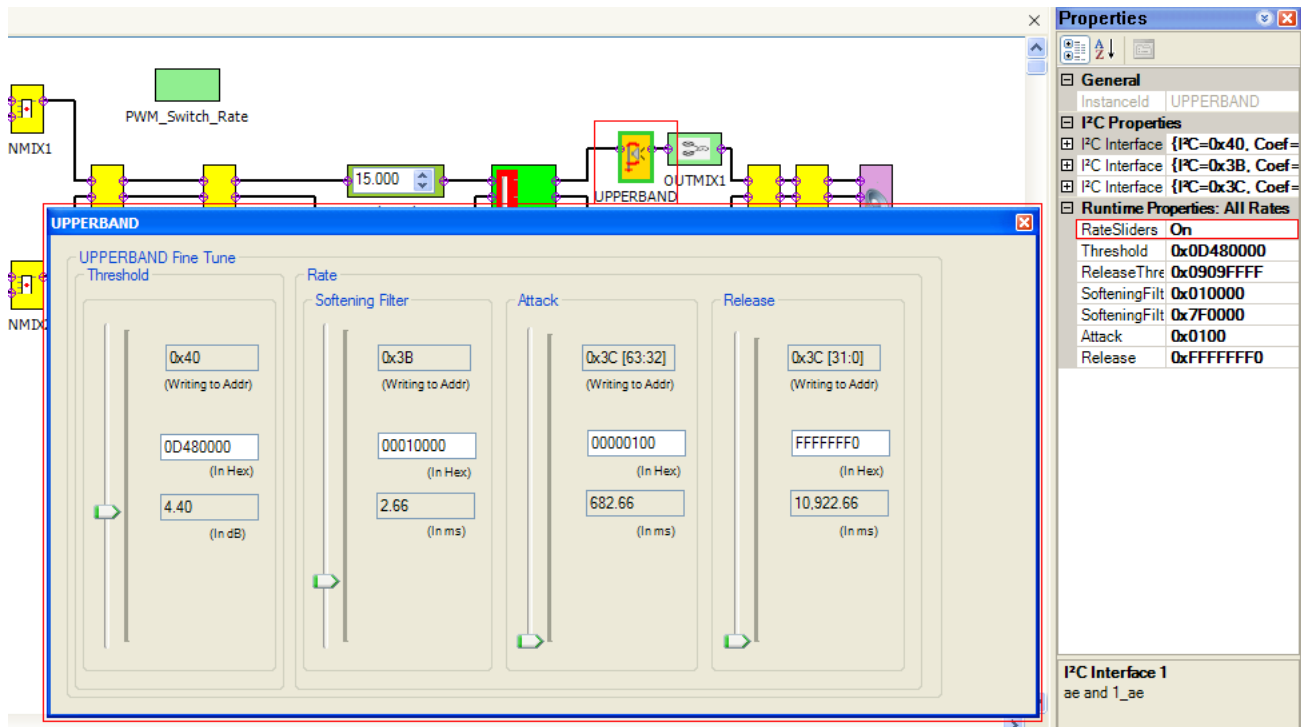 Properties
PWM_Switch_Rate
NMIX1
15.000
OUTMIX1
UPPERBAND
General
InstanceId UPPERBAND
I²C Properties
I²C Interface {I²C=0x40, Coef=
I²C Interface {I²C=0x3B, Coef=
I²C Interface {I²C=0x3C, Coef=
Runtime Properties: All Rates
RateSliders On
Threshold 0x0D480000
ReleaseThre 0x0909FFFF
SofteningFilt 0x010000
SofteningFilt 0x7F0000
Attack 0x0100
Release 0xFFFFFFF0
UPPERBAND
UPPERBAND Fine Tune
Threshold
Rate
Softening Filter
Attack
Release
0x40
(Writing to Addr)
0D480000
(In Hex)
4.40
(In dB)
0x3B
(Writing to Addr)
00010000
(In Hex)
2.66
(In ms)
0x3C [63:32]
(Writing to Addr)
00000100
(In Hex)
682.66
(In ms)
0x3C [31:0]
(Writing to Addr)
FFFFFFF0
(In Hex)
10,922.66
(In ms)
I²C Interface 1
ae and 1_ae